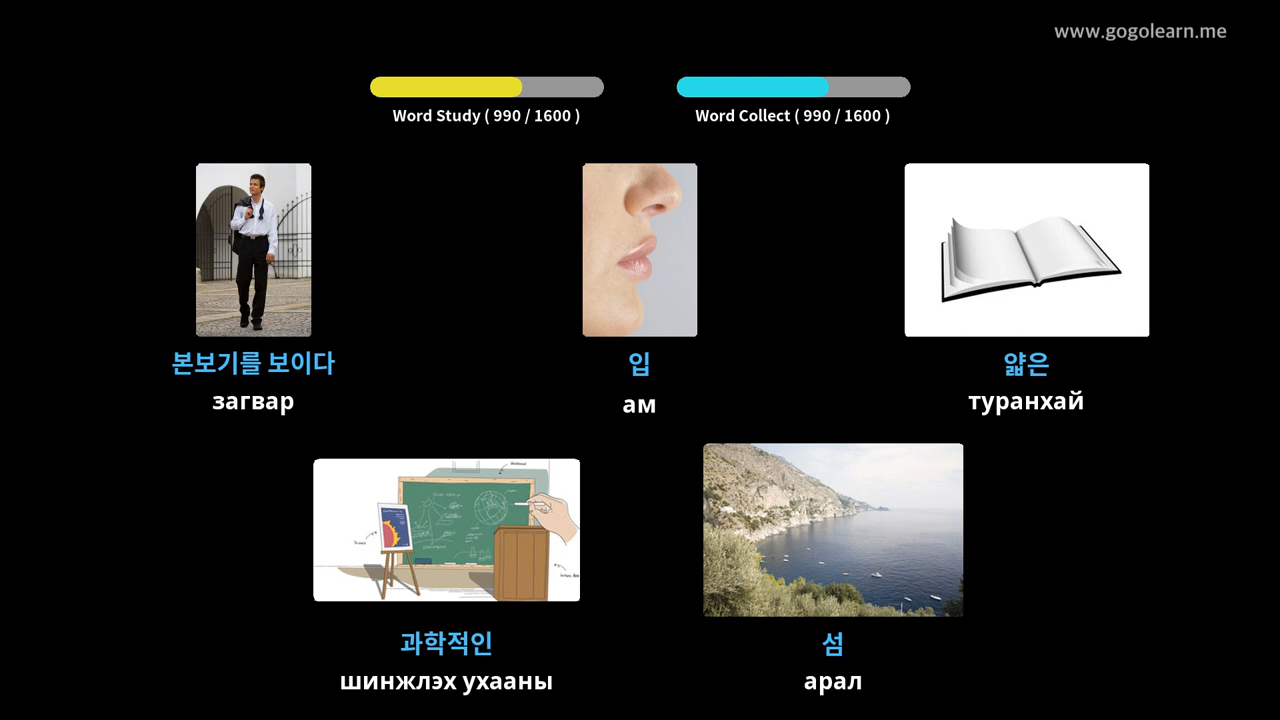 www.gogolearn.me
Word Study ( 990 / 1600 )
Word Collect ( 990 / 1600 )
본보기를 보이다
загвар
입
ам
얇은
туранхай
과학적인
шинжлэх ухааны
섬
арал